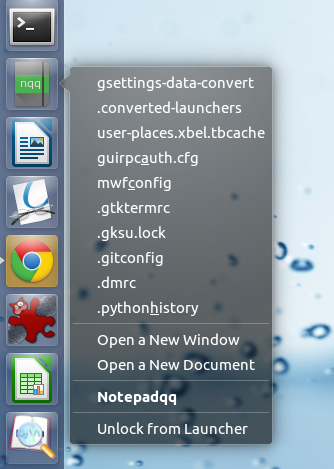 nqq
gsettings-data-convert
.converted-launchers
user-places.xbel.tbcache
guirpcauth.cfg
mwfconfig
.gtktermrc
.gksu.lock
.gitconfig
.dmrc
.pythonhistory
Open a New Window
Open a New Document
Notepadqq
Unlock from Launcher